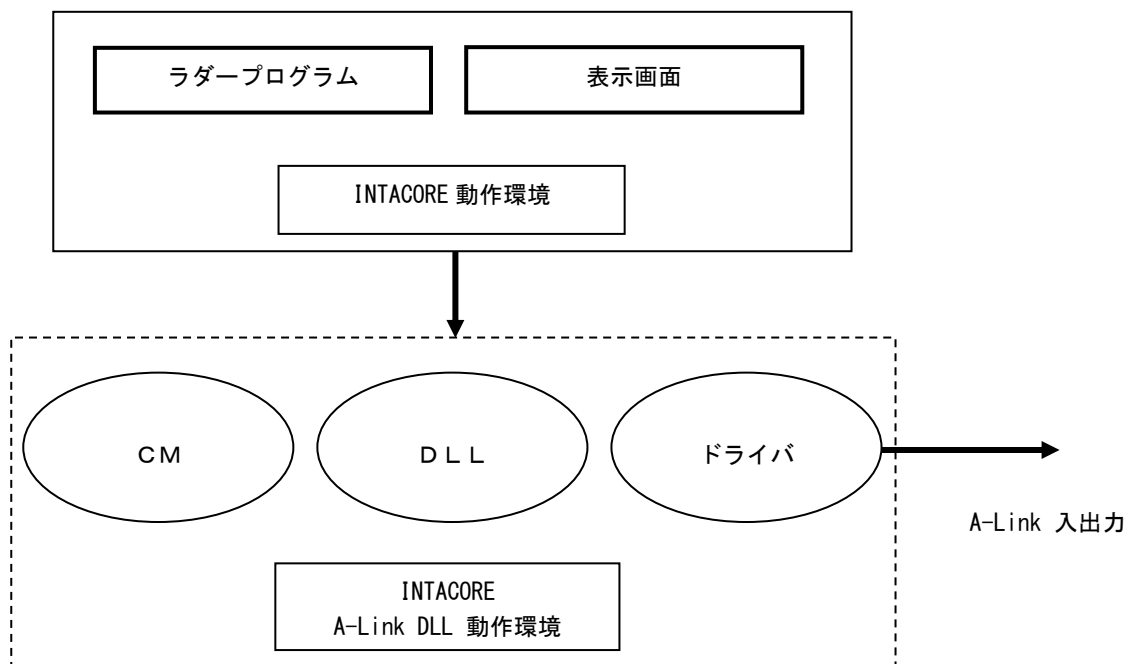 ラダープログラム
表示画面
INTACORE 動作環境
ＣＭ
ＤＬＬ
ドライバ
A-Link 入出力
INTACORE
A-Link DLL 動作環境